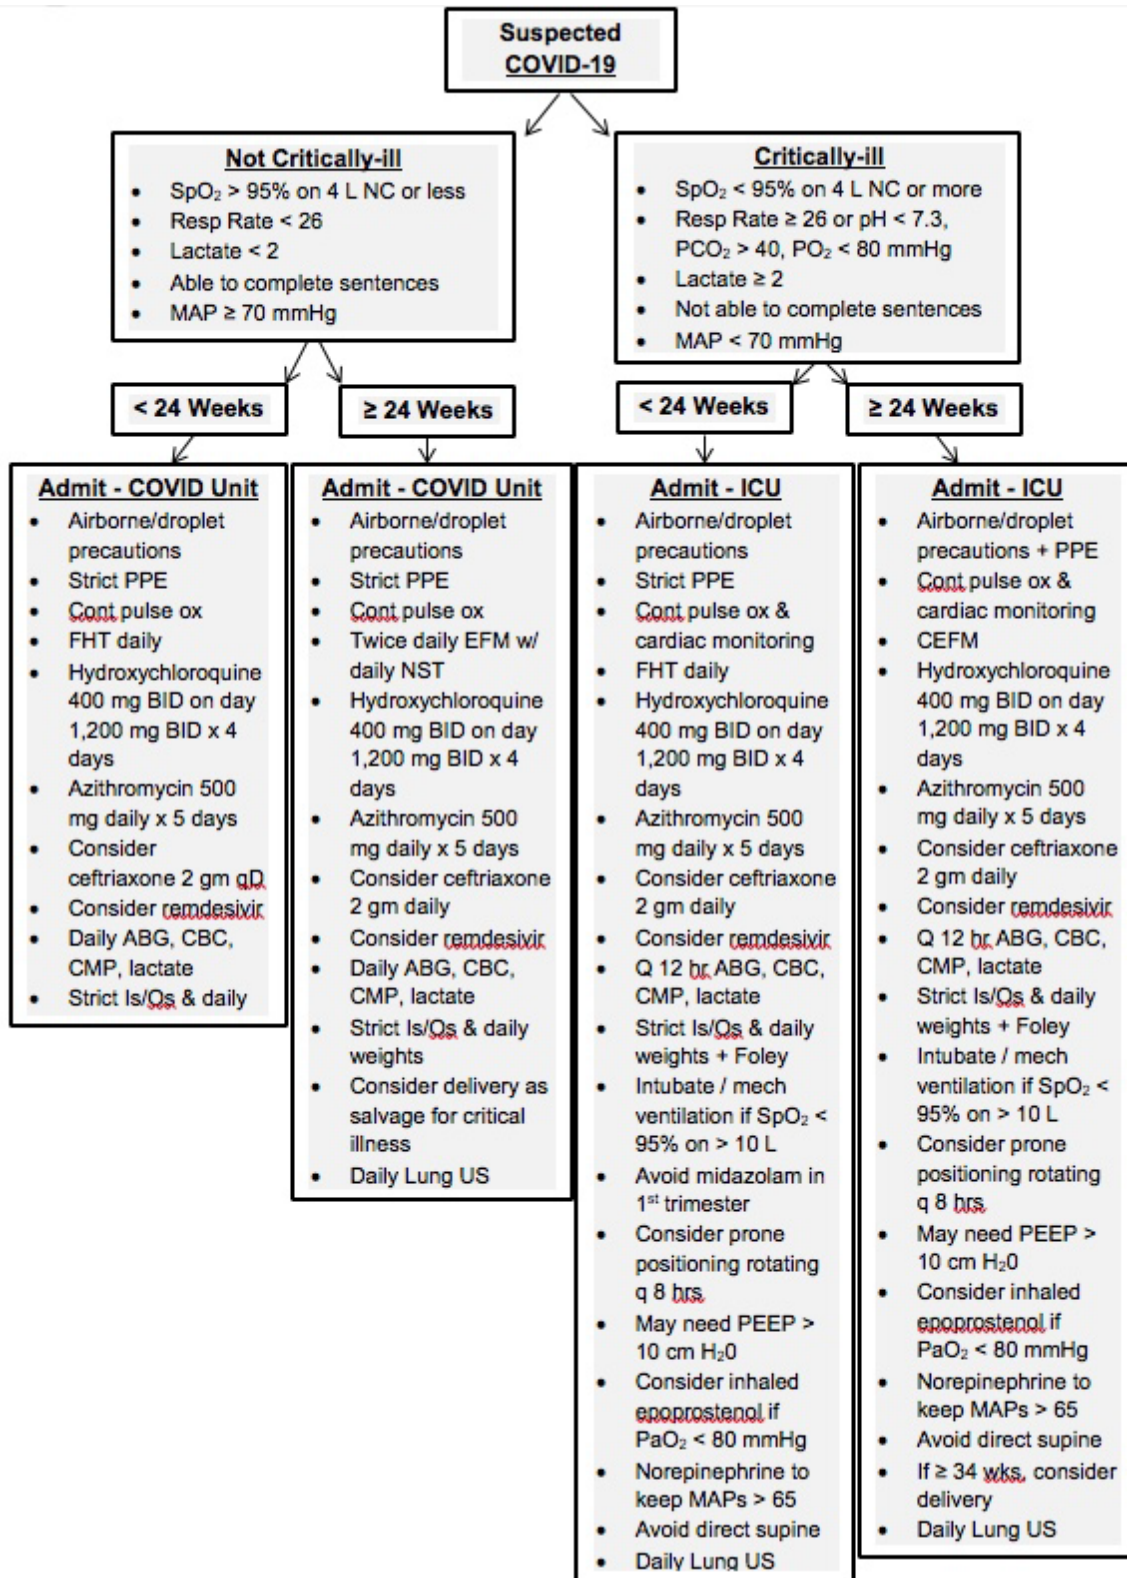 Suspected
COVID-19
Not Critically-ill
• SpO₂ > 95% on 4 L NC or less
• Resp Rate < 26
• Lactate < 2
• Able to complete sentences
• MAP ≥ 70 mmHg
Critically-ill
• SpO₂ < 95% on 4 L NC or more
• Resp Rate ≥ 26 or pH < 7.3,
PCO₂ > 40, PO₂ < 80 mmHg
• Lactate ≥ 2
• Not able to complete sentences
• MAP < 70 mmHg
< 24 Weeks
≥ 24 Weeks
< 24 Weeks
≥ 24 Weeks
Admit - COVID Unit
• Airborne/droplet
precautions
• Strict PPE
• Cont pulse ox
• FHT daily
• Hydroxychloroquine
400 mg BID on day
1,200 mg BID x 4
days
• Azithromycin 500
mg daily x 5 days
• Consider
ceftriaxone 2 gm qD
• Consider remdesivir
• Daily ABG, CBC,
CMP, lactate
• Strict Is/Os & daily
Admit - COVID Unit
• Airborne/droplet
precautions
• Strict PPE
• Cont pulse ox
• Twice daily EFM w/
daily NST
• Hydroxychloroquine
400 mg BID on day
1,200 mg BID x 4
days
• Azithromycin 500
mg daily x 5 days
• Consider ceftriaxone
2 gm daily
• Consider remdesivir
• Daily ABG, CBC,
CMP, lactate
• Strict Is/Os & daily
weights
• Consider delivery as
salvage for critical
illness
• Daily Lung US
Admit - ICU
• Airborne/droplet
precautions
• Strict PPE
• Cont pulse ox &
cardiac monitoring
• FHT daily
• Hydroxychloroquine
400 mg BID on day
1,200 mg BID x 4
days
• Azithromycin 500
mg daily x 5 days
• Consider ceftriaxone
2 gm daily
• Consider remdesivir
• Q 12 hr ABG, CBC,
CMP, lactate
• Strict Is/Os & daily
weights + Foley
• Intubate / mech
ventilation if SpO₂ <
95% on > 10 L
• Avoid midazolam in
1st trimester
• Consider prone
positioning rotating
q 8 hrs
• May need PEEP >
10 cm H₂0
• Consider inhaled
epoprostenol if
PaO₂ < 80 mmHg
• Norepinephrine to
keep MAPs > 65
• Avoid direct supine
• Daily Lung US
Admit - ICU
• Airborne/droplet
precautions + PPE
• Cont pulse ox &
cardiac monitoring
• CEFM
• Hydroxychloroquine
400 mg BID on day
1,200 mg BID x 4
days
• Azithromycin 500
mg daily x 5 days
• Consider ceftriaxone
2 gm daily
• Consider remdesivir
• Q 12 hr ABG, CBC,
CMP, lactate
• Strict Is/Os & daily
weights + Foley
• Intubate / mech
ventilation if SpO₂ <
95% on > 10 L
• Consider prone
positioning rotating
q 8 hrs
• May need PEEP >
10 cm H₂0
• Consider inhaled
epoprostenol if
PaO₂ < 80 mmHg
• Norepinephrine to
keep MAPs > 65
• Avoid direct supine
• If ≥ 34 wks, consider
delivery
• Daily Lung US